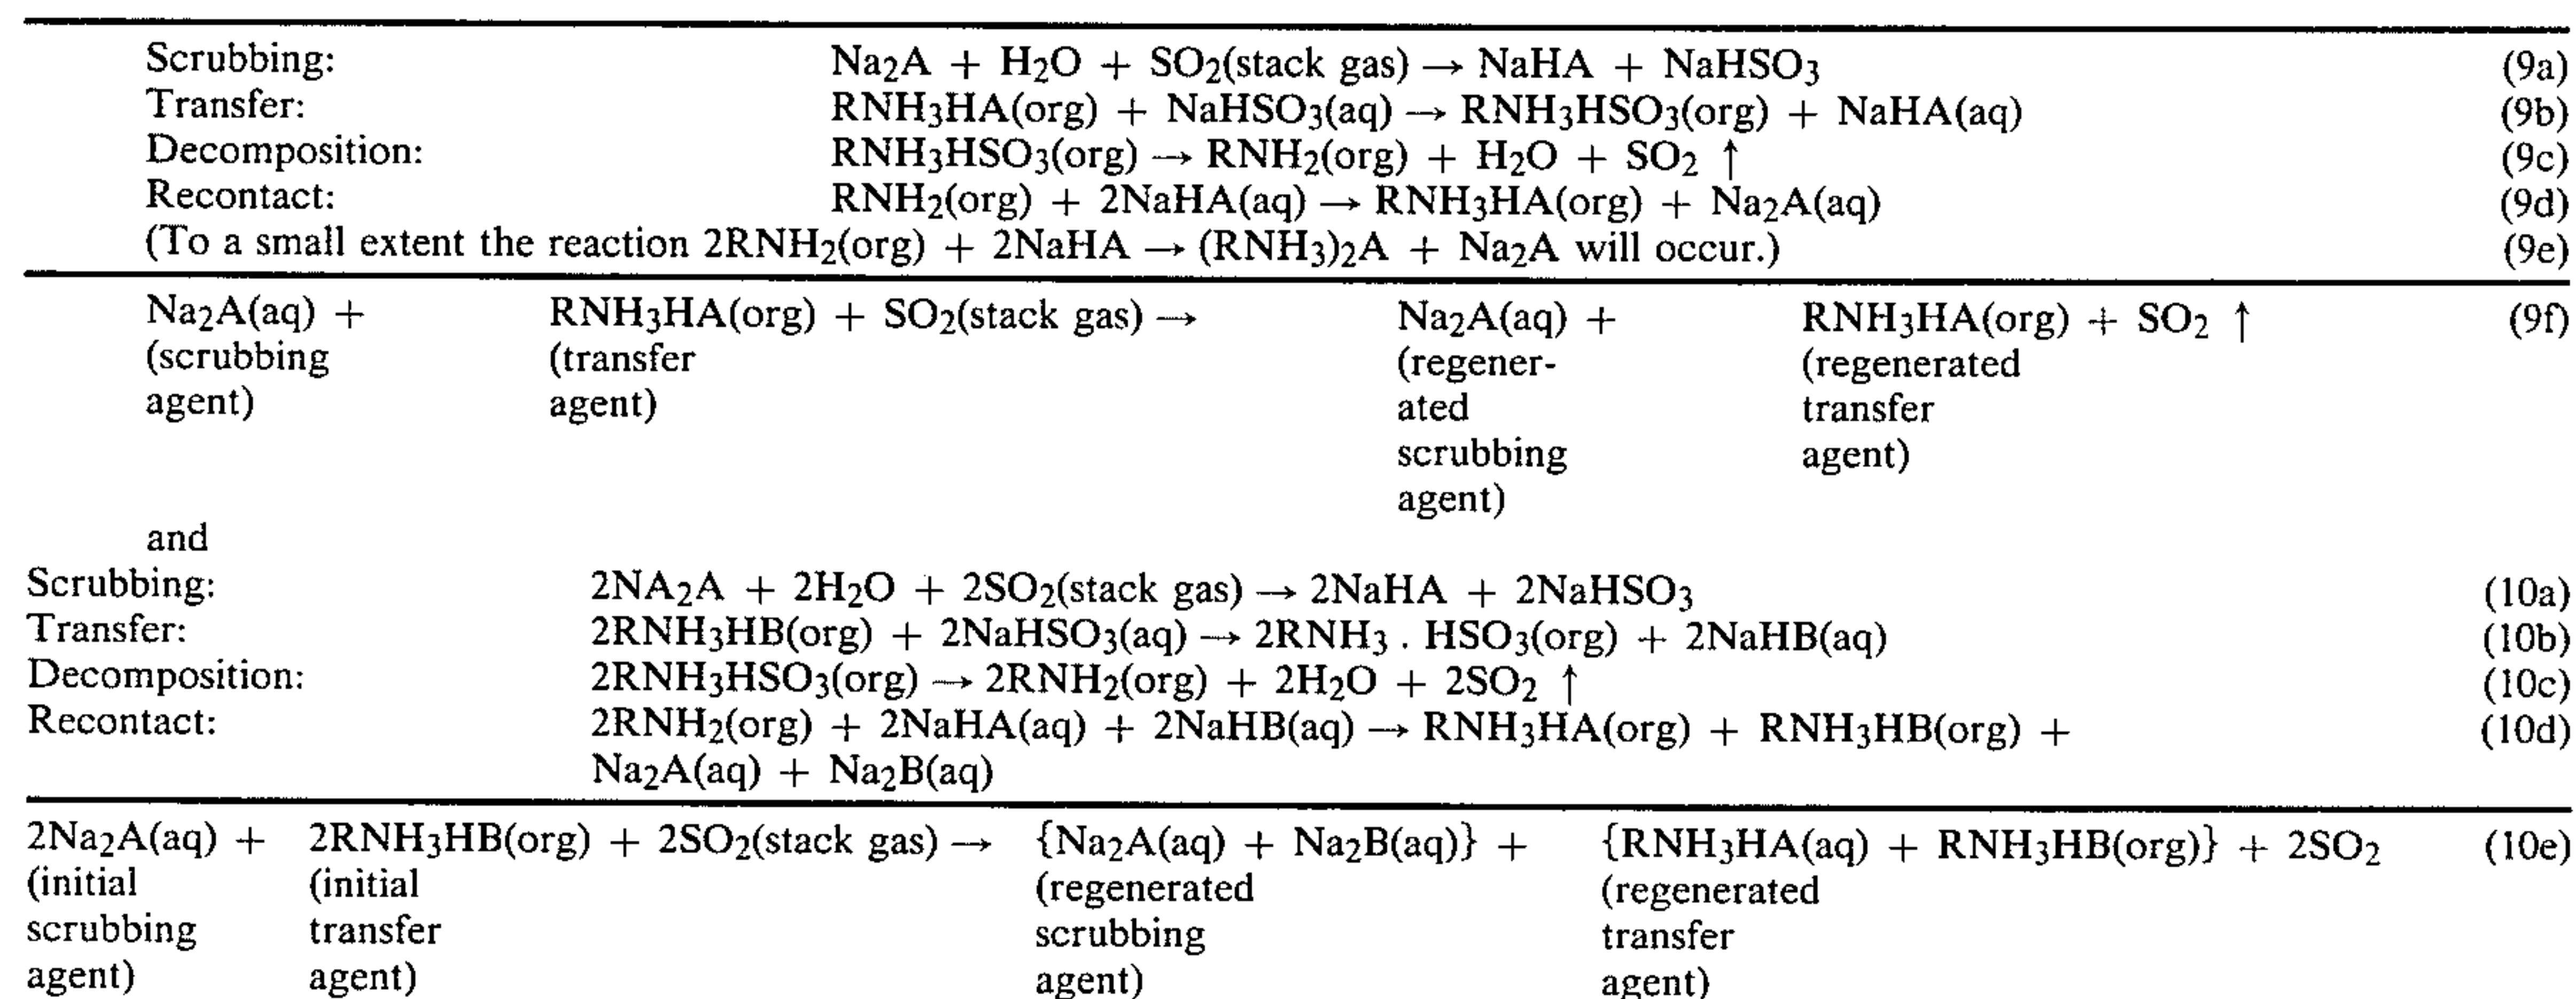 Scrubbing: Na₂A + H₂O + SO₂(stack gas) → NaHA + NaHSO₃ (9a)
Transfer: RNH₃HA(org) + NaHSO₃(aq) → RNH₃HSO₃(org) + NaHA(aq) (9b)
Decomposition: RNH₃HSO₃(org) → RNH₂(org) + H₂O + SO₂ ↑ (9c)
Recontact: RNH₂(org) + 2NaHA(aq) → RNH₃HA(org) + Na₂A(aq) (9d)
(To a small extent the reaction 2RNH₂(org) + 2NaHA → (RNH₃)₂A + Na₂A will occur.) (9e)
Na₂A(aq) + RNH₃HA(org) + SO₂(stack gas) → Na₂A(aq) + RNH₃HA(org) + SO₂ ↑ (9f)
(scrubbing (transfer (regener- (regenerated
agent) agent) ated transfer
scrubbing agent)
agent)
and
Scrubbing: 2NA₂A + 2H₂O + 2SO₂(stack gas) → 2NaHA + 2NaHSO₃ (10a)
Transfer: 2RNH₃HB(org) + 2NaHSO₃(aq) → 2RNH₃ . HSO₃(org) + 2NaHB(aq) (10b)
Decomposition: 2RNH₃HSO₃(org) → 2RNH₂(org) + 2H₂O + 2SO₂ ↑ (10c)
Recontact: 2RNH₂(org) + 2NaHA(aq) + 2NaHB(aq) → RNH₃HA(org) + RNH₃HB(org) + (10d)
Na₂A(aq) + Na₂B(aq)
2Na₂A(aq) + 2RNH₃HB(org) + 2SO₂(stack gas) → {Na₂A(aq) + Na₂B(aq)} + {RNH₃HA(aq) + RNH₃HB(org)} + 2SO₂ (10e)
(initial (initial (regenerated (regenerated
scrubbing transfer scrubbing transfer
agent) agent) agent) agent)